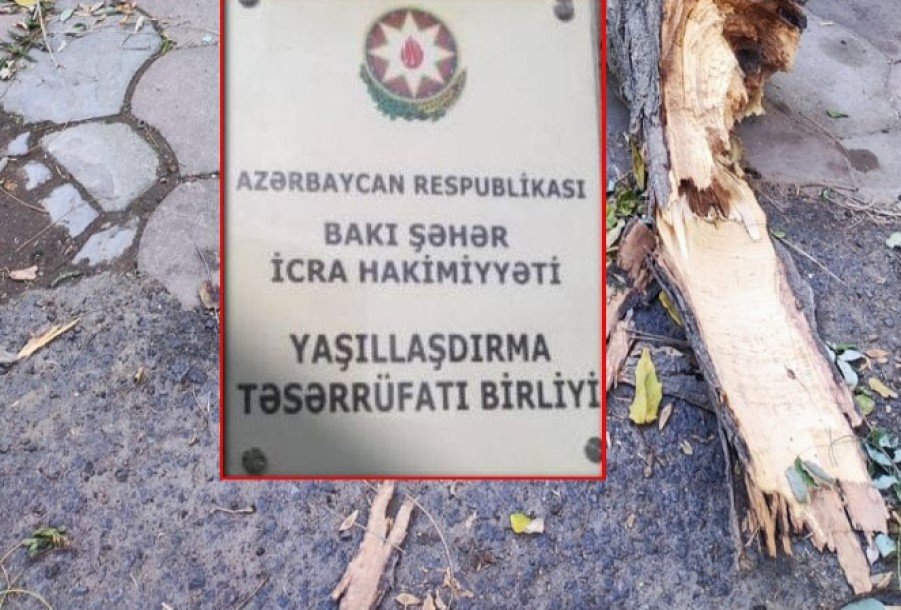 AZƏRBAYCAN RESPUBLİKASI
BAKI ŞƏHƏR
İCRA HAKİMİYYƏTİ
YAŞILLAŞDIRMA
TƏSƏRRÜFATI BİRLİYİ